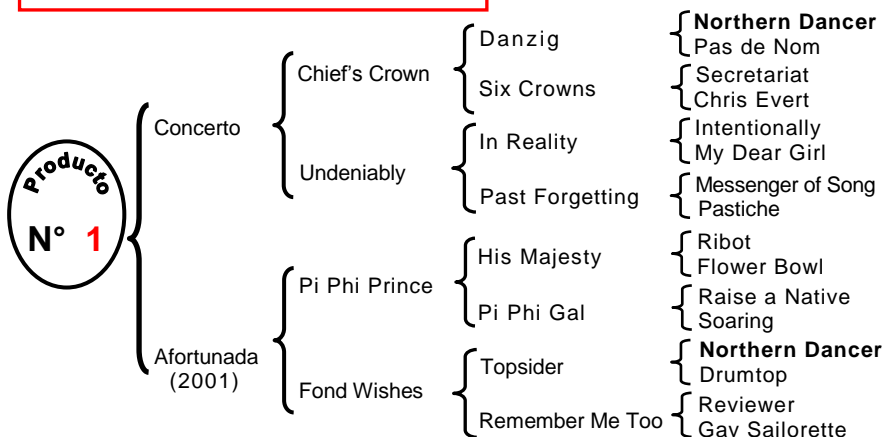 Producto
N° 1
Concerto
Afortunada
(2001)
Chief's Crown
Undeniably
Pi Phi Prince
Fond Wishes
Danzig
Six Crowns
In Reality
Past Forgetting
His Majesty
Pi Phi Gal
Topsider
Remember Me Too
Northern Dancer
Pas de Nom
Secretariat
Chris Evert
Intentionally
My Dear Girl
Messenger of Song
Pastiche
Ribot
Flower Bowl
Raise a Native
Soaring
Northern Dancer
Drumtop
Reviewer
Gay Sailorette